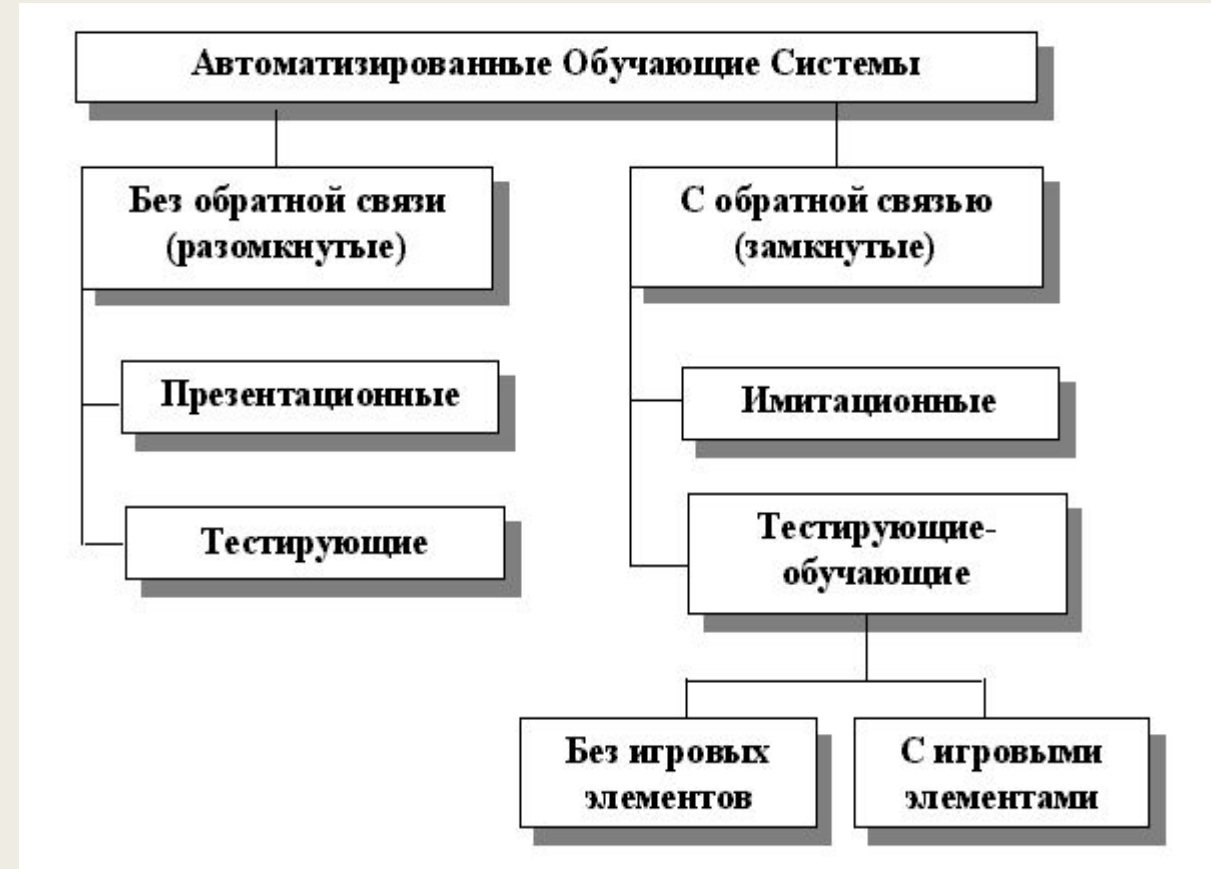 Автоматизированные Обучающие Системы
Без обратной связи
(разомкнутые)
Презентационные
Тестирующие
С обратной связью
(замкнутые)
Имитационные
Тестирующие-
обучающие
Без игровых
элементов
С игровыми
элементами